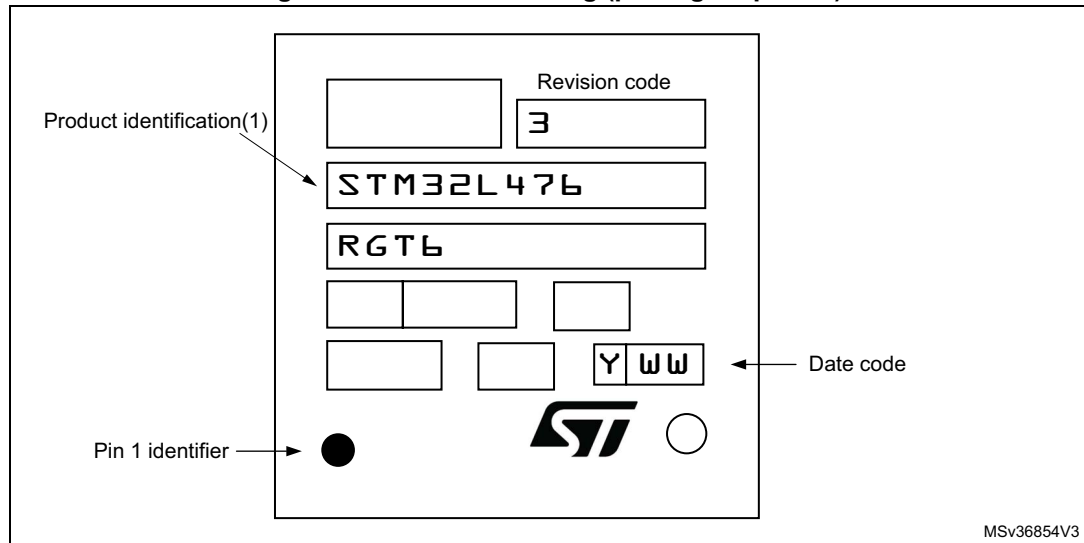 Revision code
3
Product identification(1)
STM32L476
RGT6
Y WW
Date code
ST
Pin 1 identifier
MSv36854V3